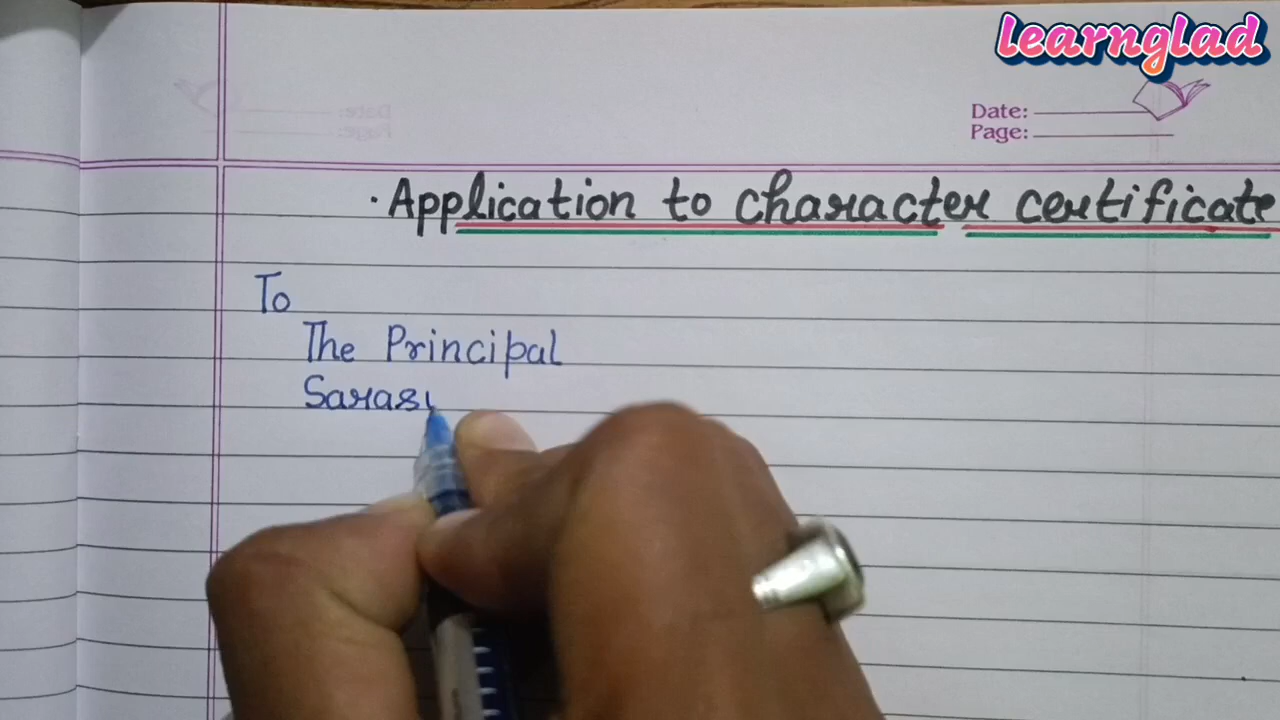 learnglad
Date:
Page:
· Application to character certificate
To
The Principal